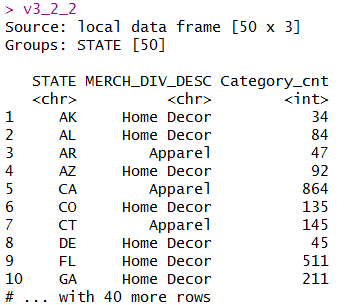 > v3_2_2
Source: local data frame [50 x 3]
Groups: STATE [50]
STATE MERCH_DIV_DESC Category_cnt
<chr> <chr> <int>
1 AK Home Decor 34
2 AL Home Decor 84
3 AR Apparel 47
4 AZ Home Decor 92
5 CA Apparel 864
6 CO Home Decor 135
7 CT Apparel 145
8 DE Home Decor 45
9 FL Home Decor 511
10 GA Home Decor 211
# ... with 40 more rows